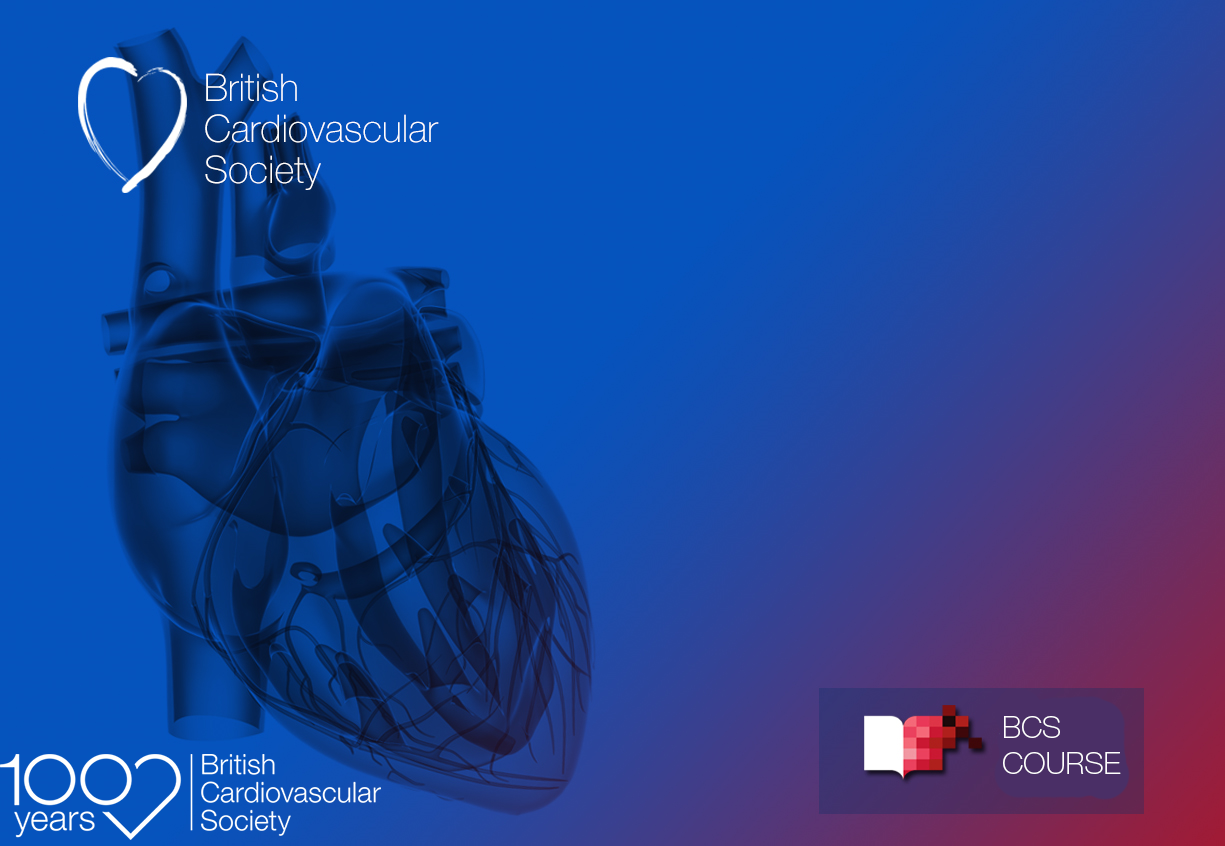 British
Cardiovascular
Society
100 years
British
Cardiovascular
Society
BCS
COURSE